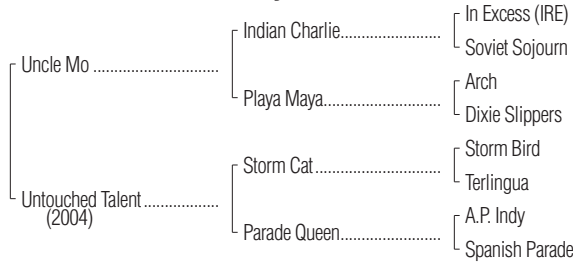 In Excess (IRE)
Indian Charlie....................
Soviet Sojourn
Uncle Mo .........................
Arch
Playa Maya.......................
Dixie Slippers
Storm Bird
Storm Cat.........................
Terlingua
Untouched Talent...............
(2004)
A.P. Indy
Parade Queen....................
Spanish Parade